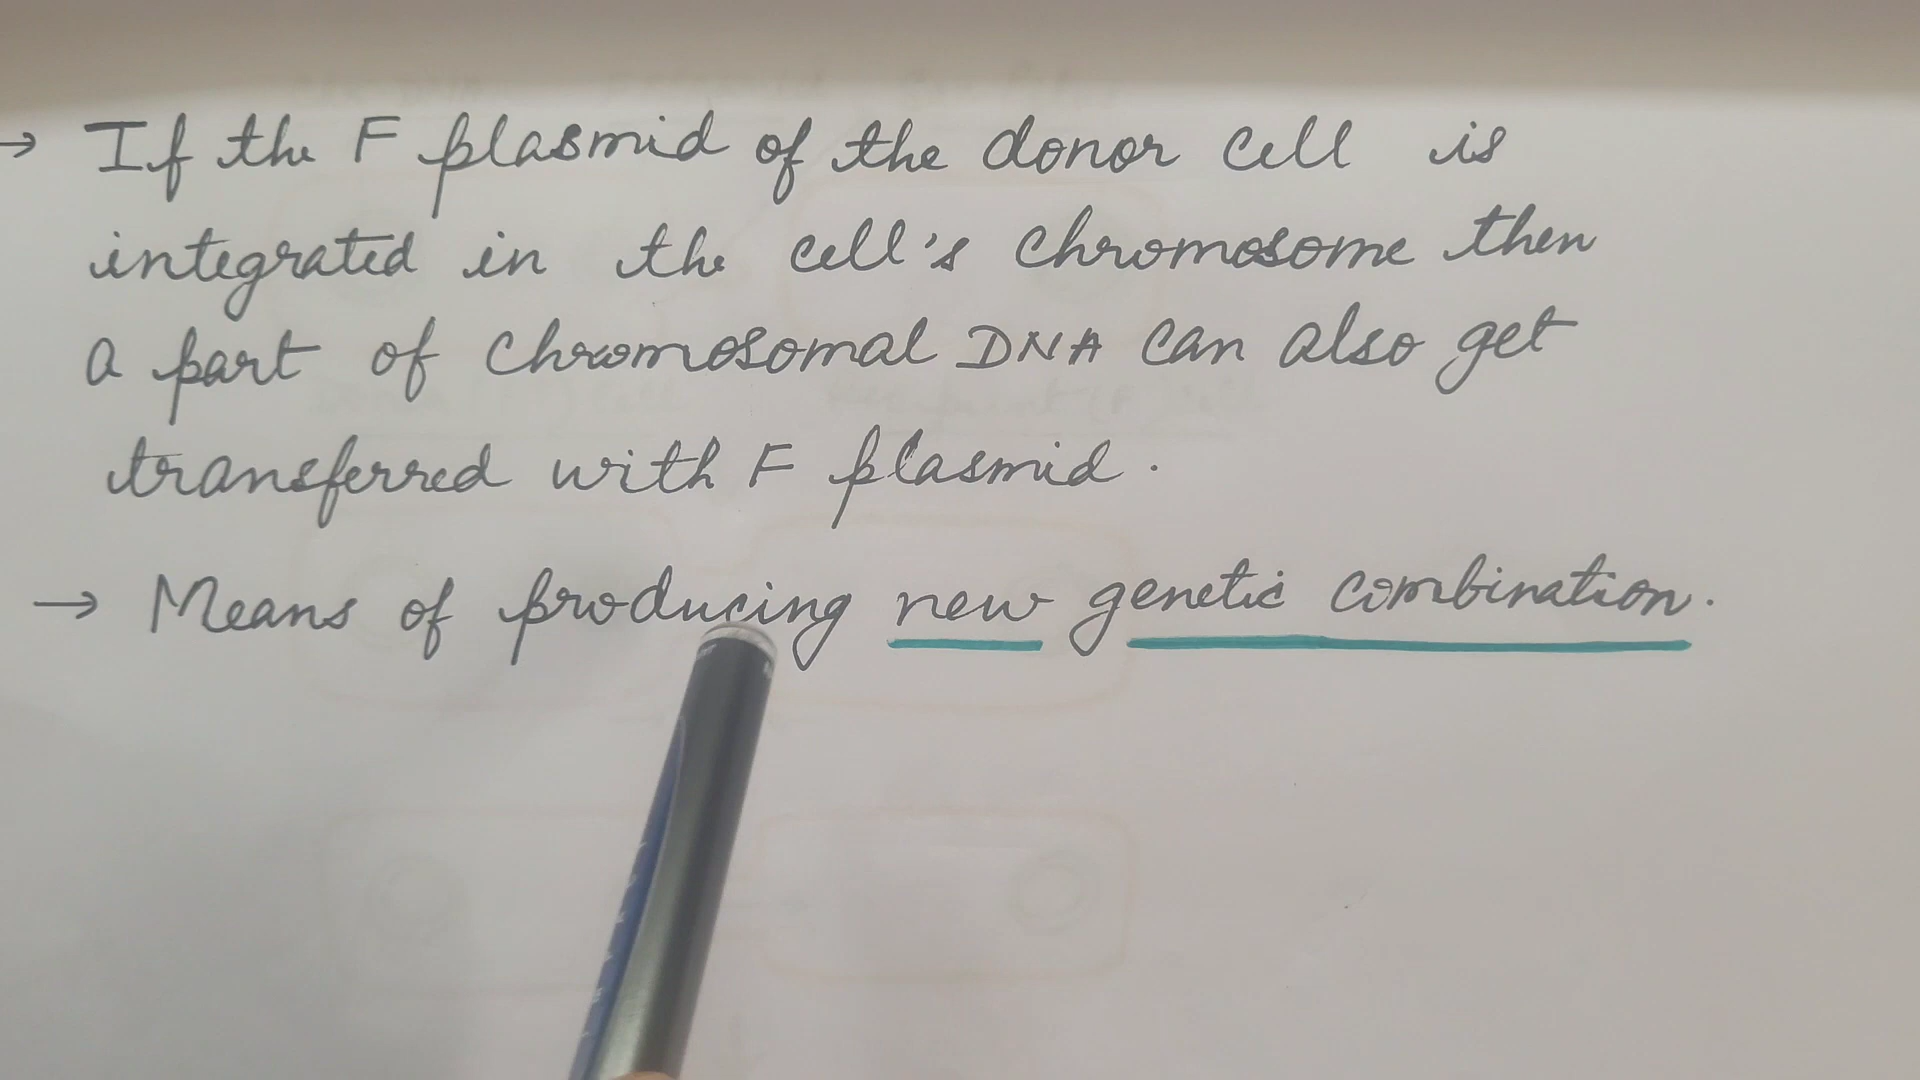 → If the F plasmid of the donor cell is
integrated in the cell's chromosome then
a part of chromosomal DNA can also get
transferred with F plasmid.
→ Means of producing new genetic combination.